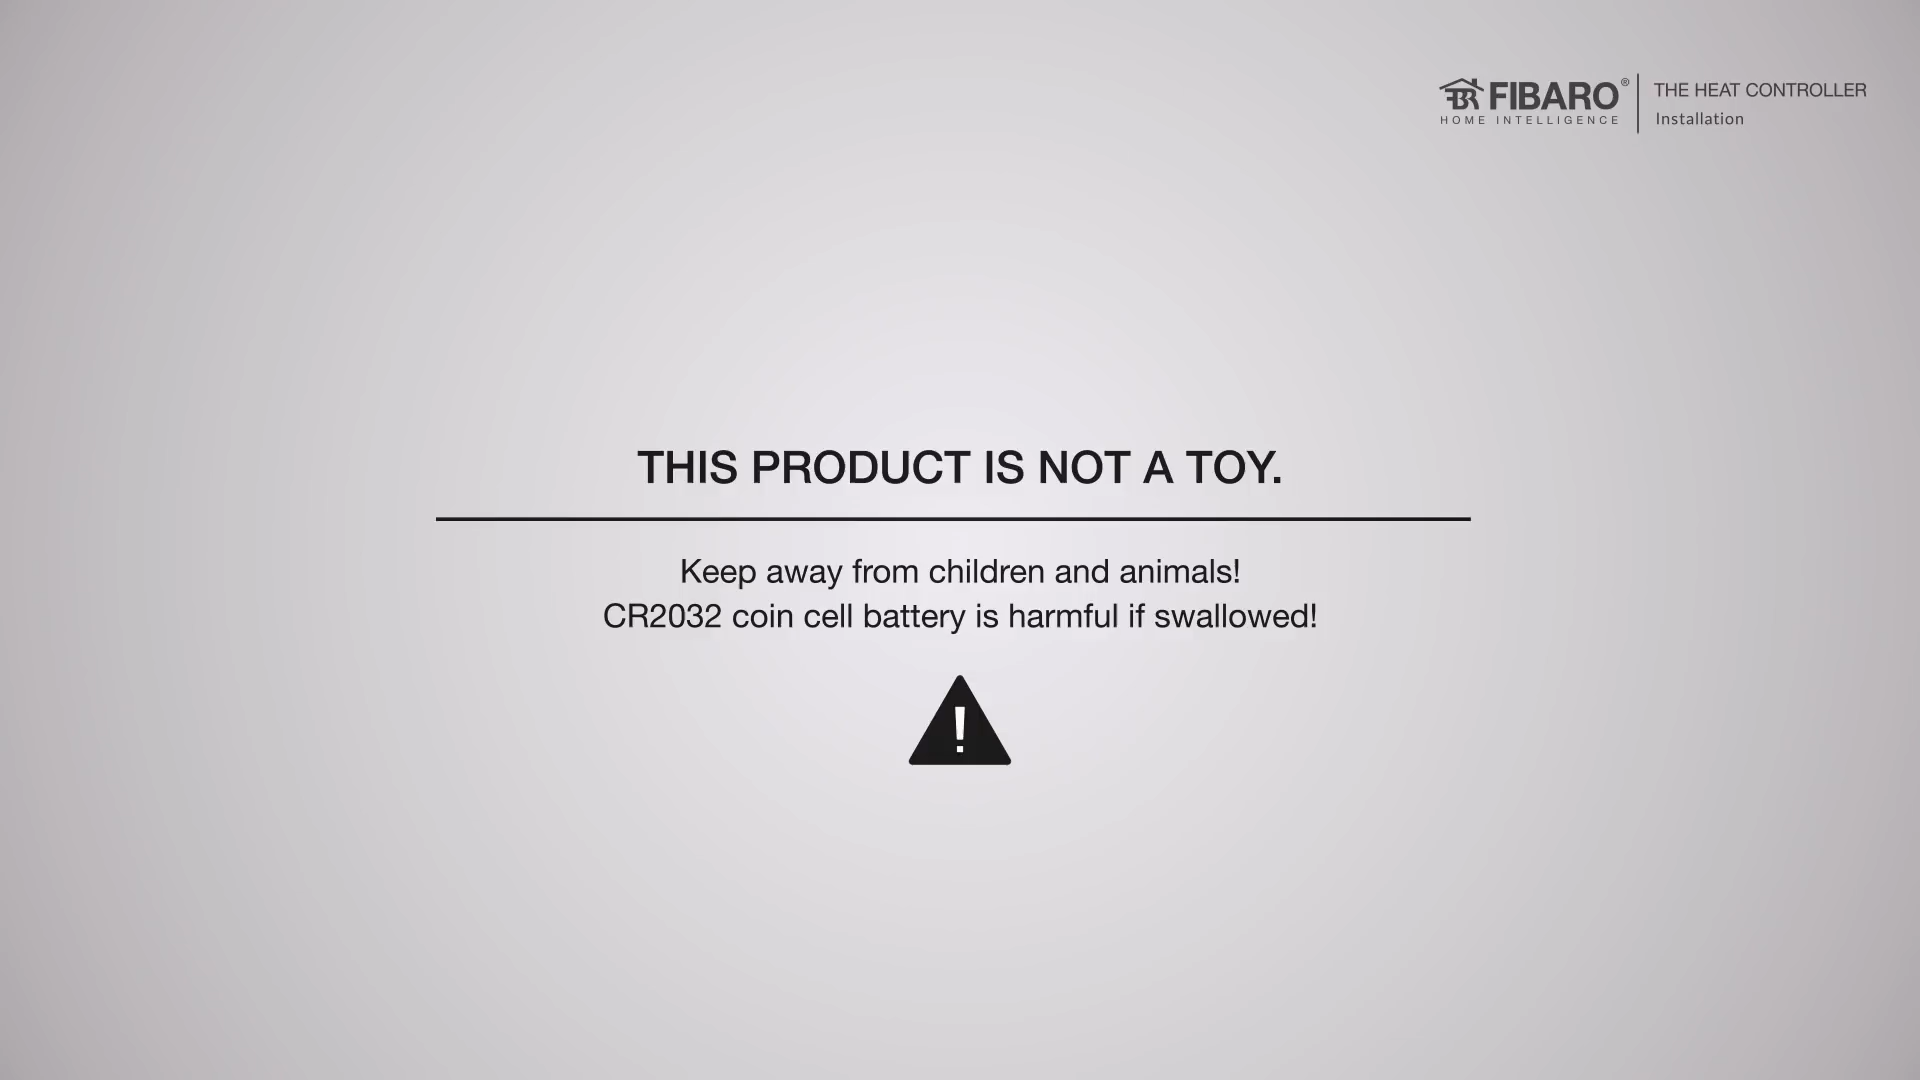 FIBARO®
HOME INTELLIGENCE
THE HEAT CONTROLLER
Installation
THIS PRODUCT IS NOT A TOY.
Keep away from children and animals!
CR2032 coin cell battery is harmful if swallowed!
!